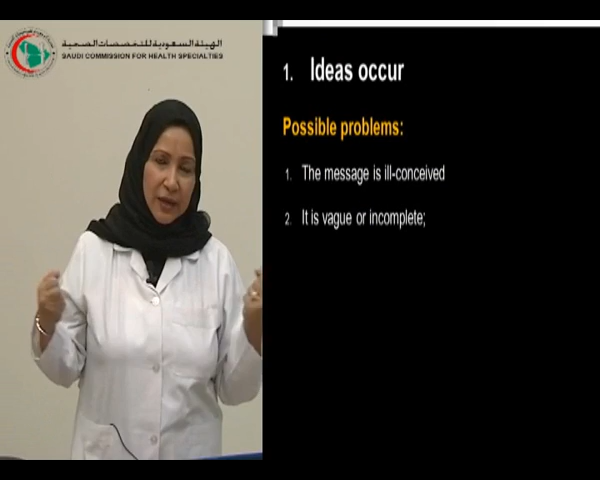 الهيئة السعودية للتخصصات الصحية
SAUDI COMMISSION FOR HEALTH SPECIALTIES
1. Ideas occur
Possible problems:
1. The message is ill-conceived
2. It is vague or incomplete;